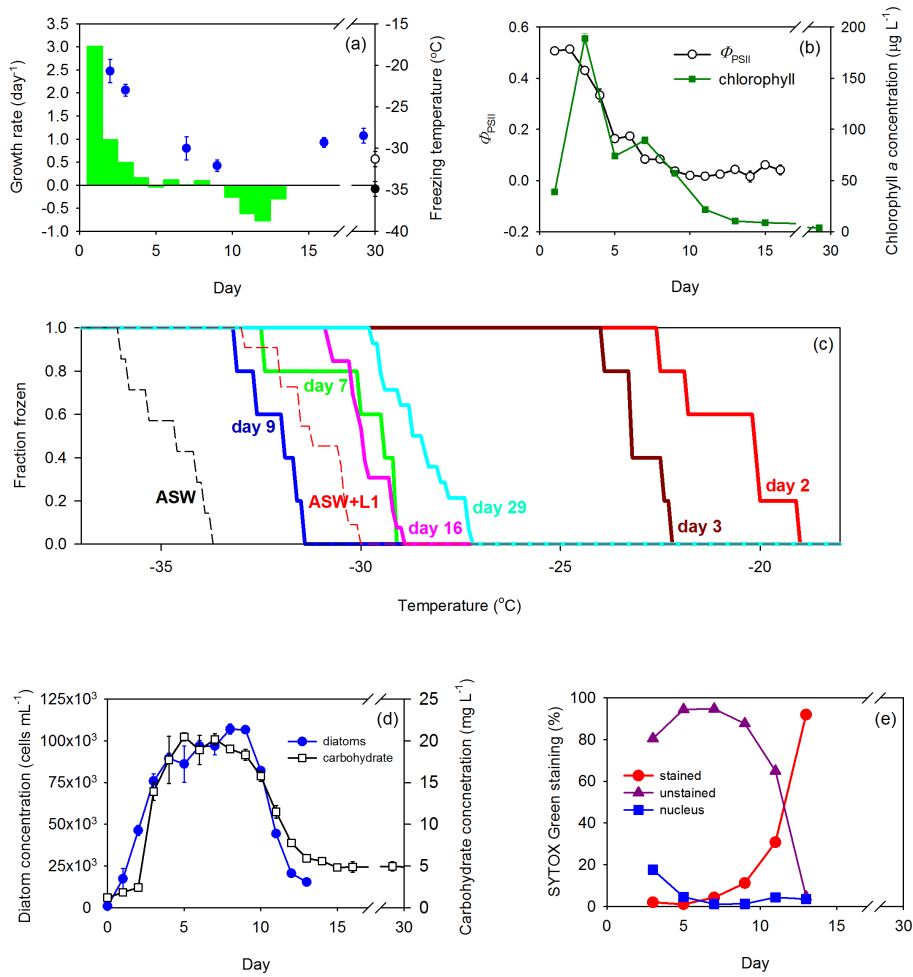 (a)
Growth rate (day⁻¹)
3.5
3.0
2.5
2.0
1.5
1.0
0.5
0.0
-0.5
-1.0
-15
-20
-25
-30
-35
-40
Freezing temperature (°C)
0 5 10 15 30
Day
(b)
Φ_PSII
0.6
0.4
0.2
0.0
-0.2
Φ_PSII
chlorophyll
200
150
100
50
0
Chlorophyll a concentration (µg L⁻¹)
0 5 10 15 30
Day
(c)
Fraction frozen
1.0
0.8
0.6
0.4
0.2
0.0
ASW
day 9
day 7
ASW+L1
day 16
day 29
day 3
day 2
-35 -30 -25 -20
Temperature (°C)
(d)
Diatom concentration (cells mL⁻¹)
125x10³
100x10³
75x10³
50x10³
25x10³
0
diatoms
carbohydrate
25
20
15
10
5
0
Carbohydrate concnetration (mg L⁻¹)
0 5 10 15 30
Day
(e)
SYTOX Green staining (%)
100
80
60
40
20
0
stained
unstained
nucleus
0 5 10 15 30
Day